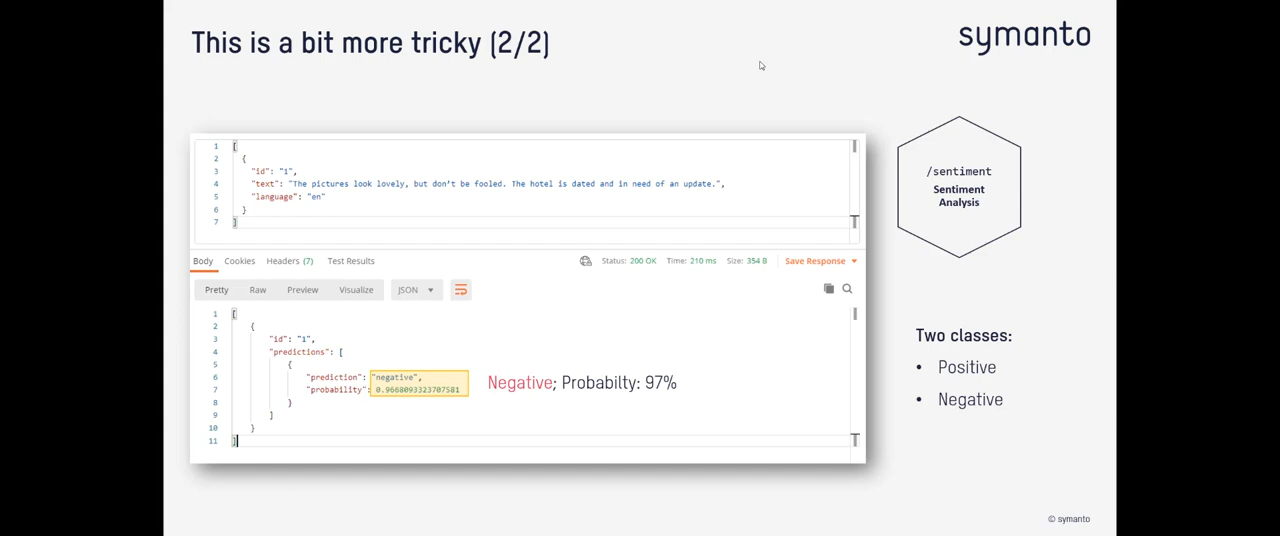 This is a bit more tricky (2/2)
symanto
1 [
2 {
3 "id": "1",
4 "text": "The pictures look lovely, but don't be fooled. The hotel is dated and in need of an update.",
5 "language": "en"
6 }
7 ]
/sentiment
Sentiment
Analysis
Body Cookies Headers (7) Test Results Status: 200 OK Time: 210 ms Size: 354 B Save Response
Pretty Raw Preview Visualize JSON
1 [
2 {
3 "id": "1",
4 "predictions": [
5 {
6 "prediction": "negative",
7 "probability": 0.9668093323707581
8 }
9 ]
10 }
11 ]
Negative; Probabilty: 97%
Two classes:
• Positive
• Negative
© symanto